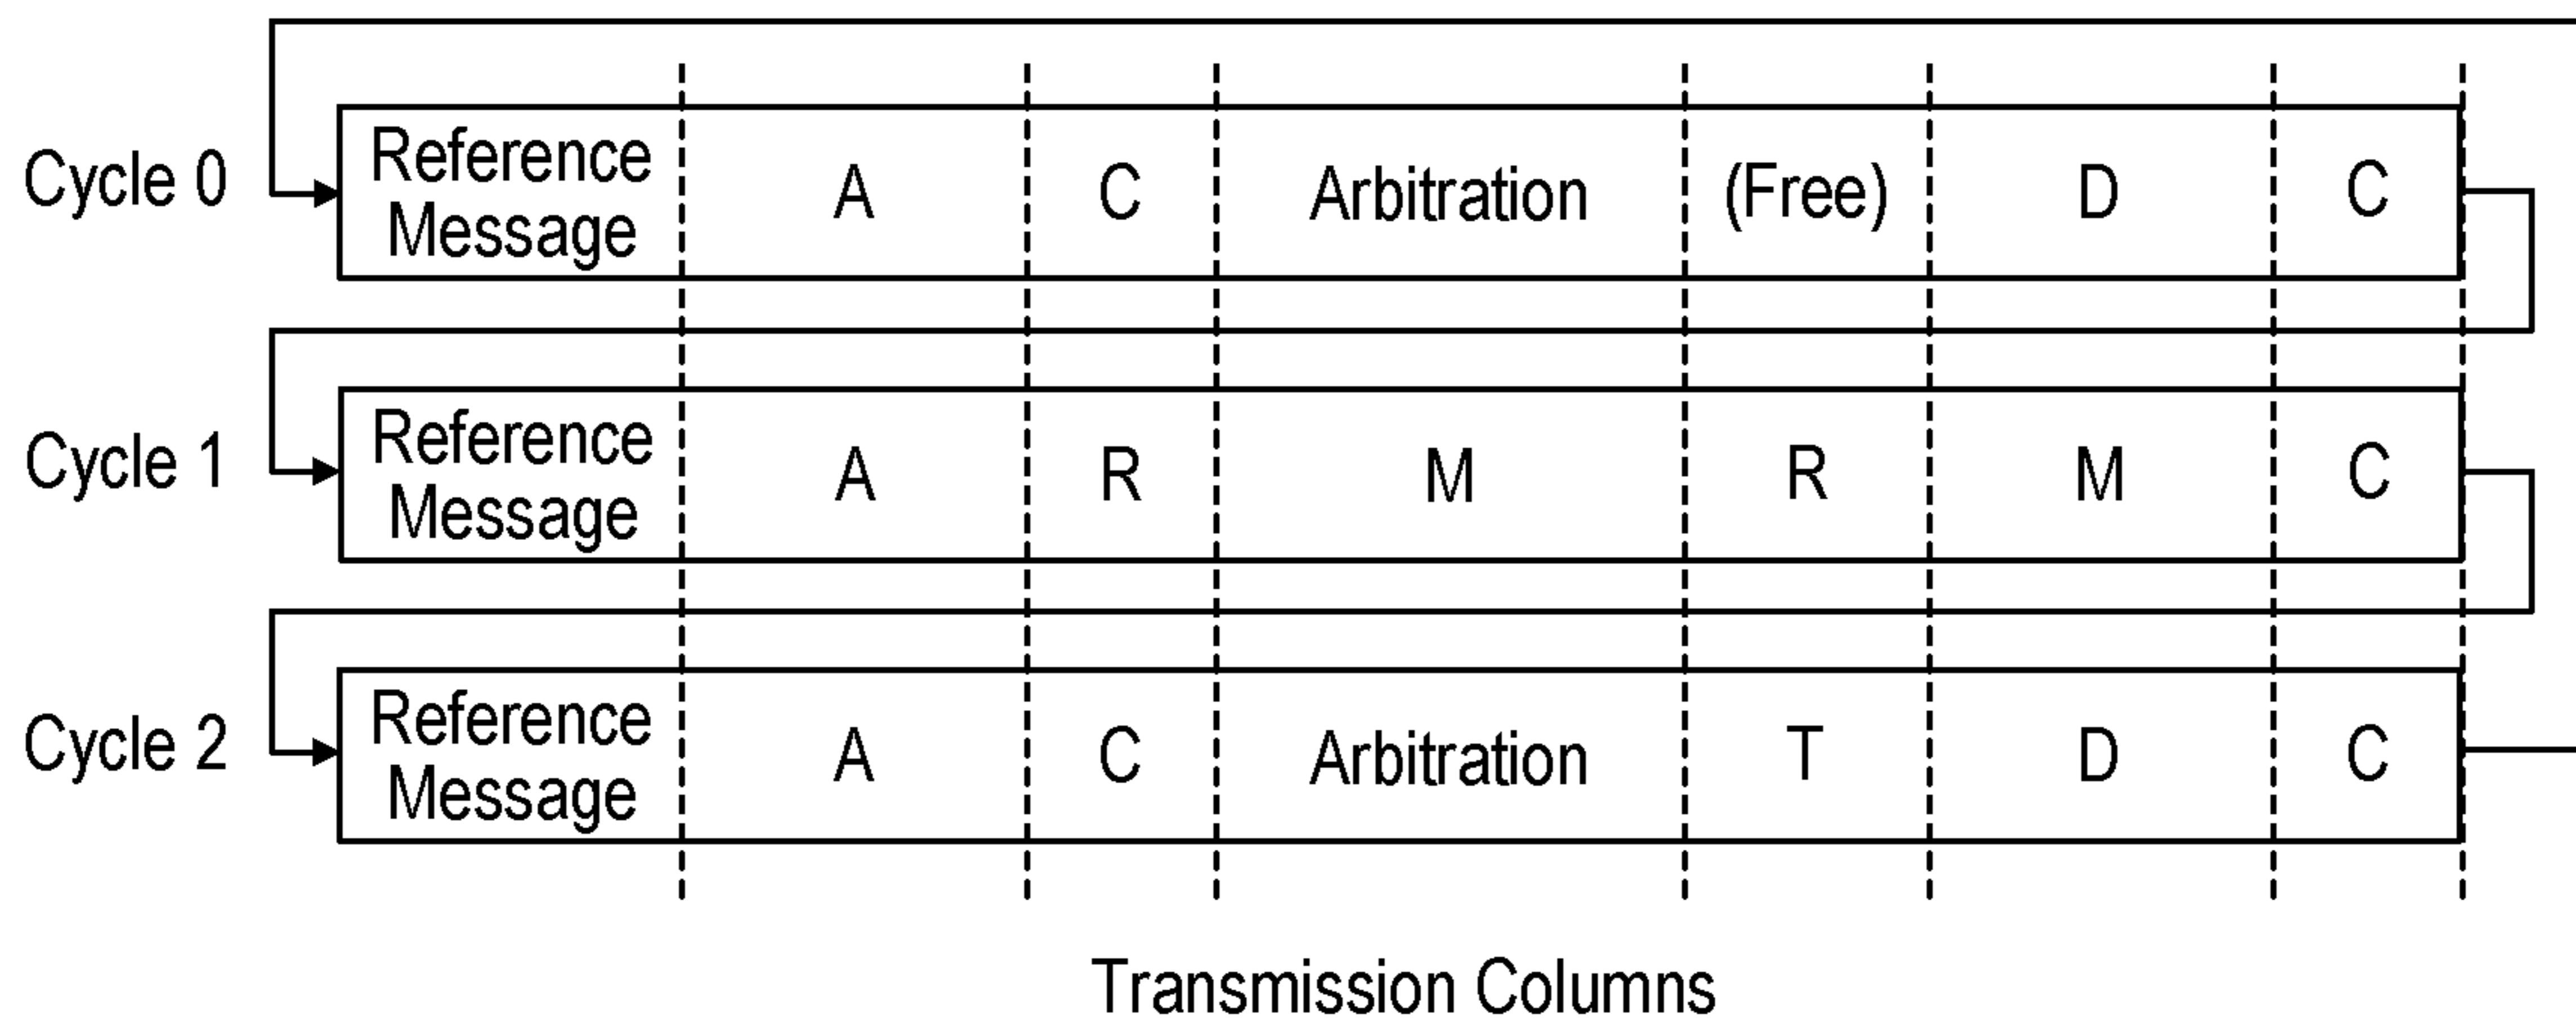 Cycle 0
Reference
Message
A
C
Arbitration
(Free)
D
C
Cycle 1
Reference
Message
A
R
M
R
M
C
Cycle 2
Reference
Message
A
C
Arbitration
T
D
C
Transmission Columns